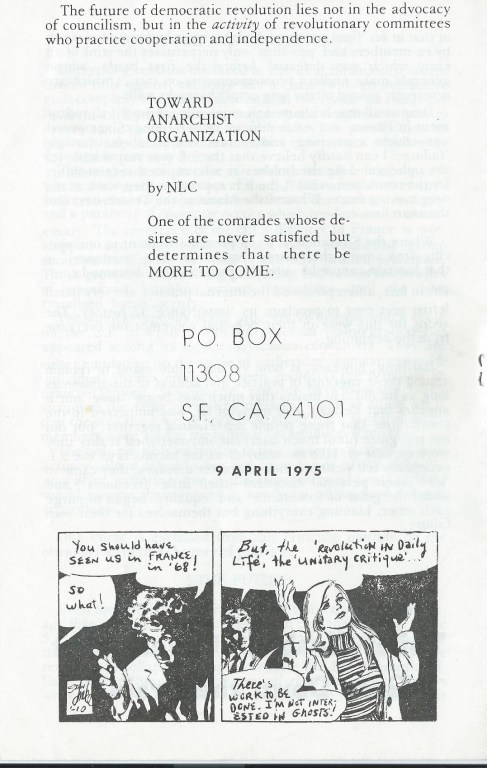 The future of democratic revolution lies not in the advocacy
of councilism, but in the activity of revolutionary committees
who practice cooperation and independence.
TOWARD
ANARCHIST
ORGANIZATION
by NLC
One of the comrades whose de-
sires are never satisfied but
determines that there be
MORE TO COME.
P.O. BOX
11308
S.F. CA. 94101
9 APRIL 1975
You should have
SEEN US in FRANCE!
in '68!
SO
what!
But, the 'REVOLUTION IN Daily
Life, the 'UNitary CRitique'...
There's
WORK TO BE
DONE. I'M NOT INTER-
ESTED IN GHOSTS!